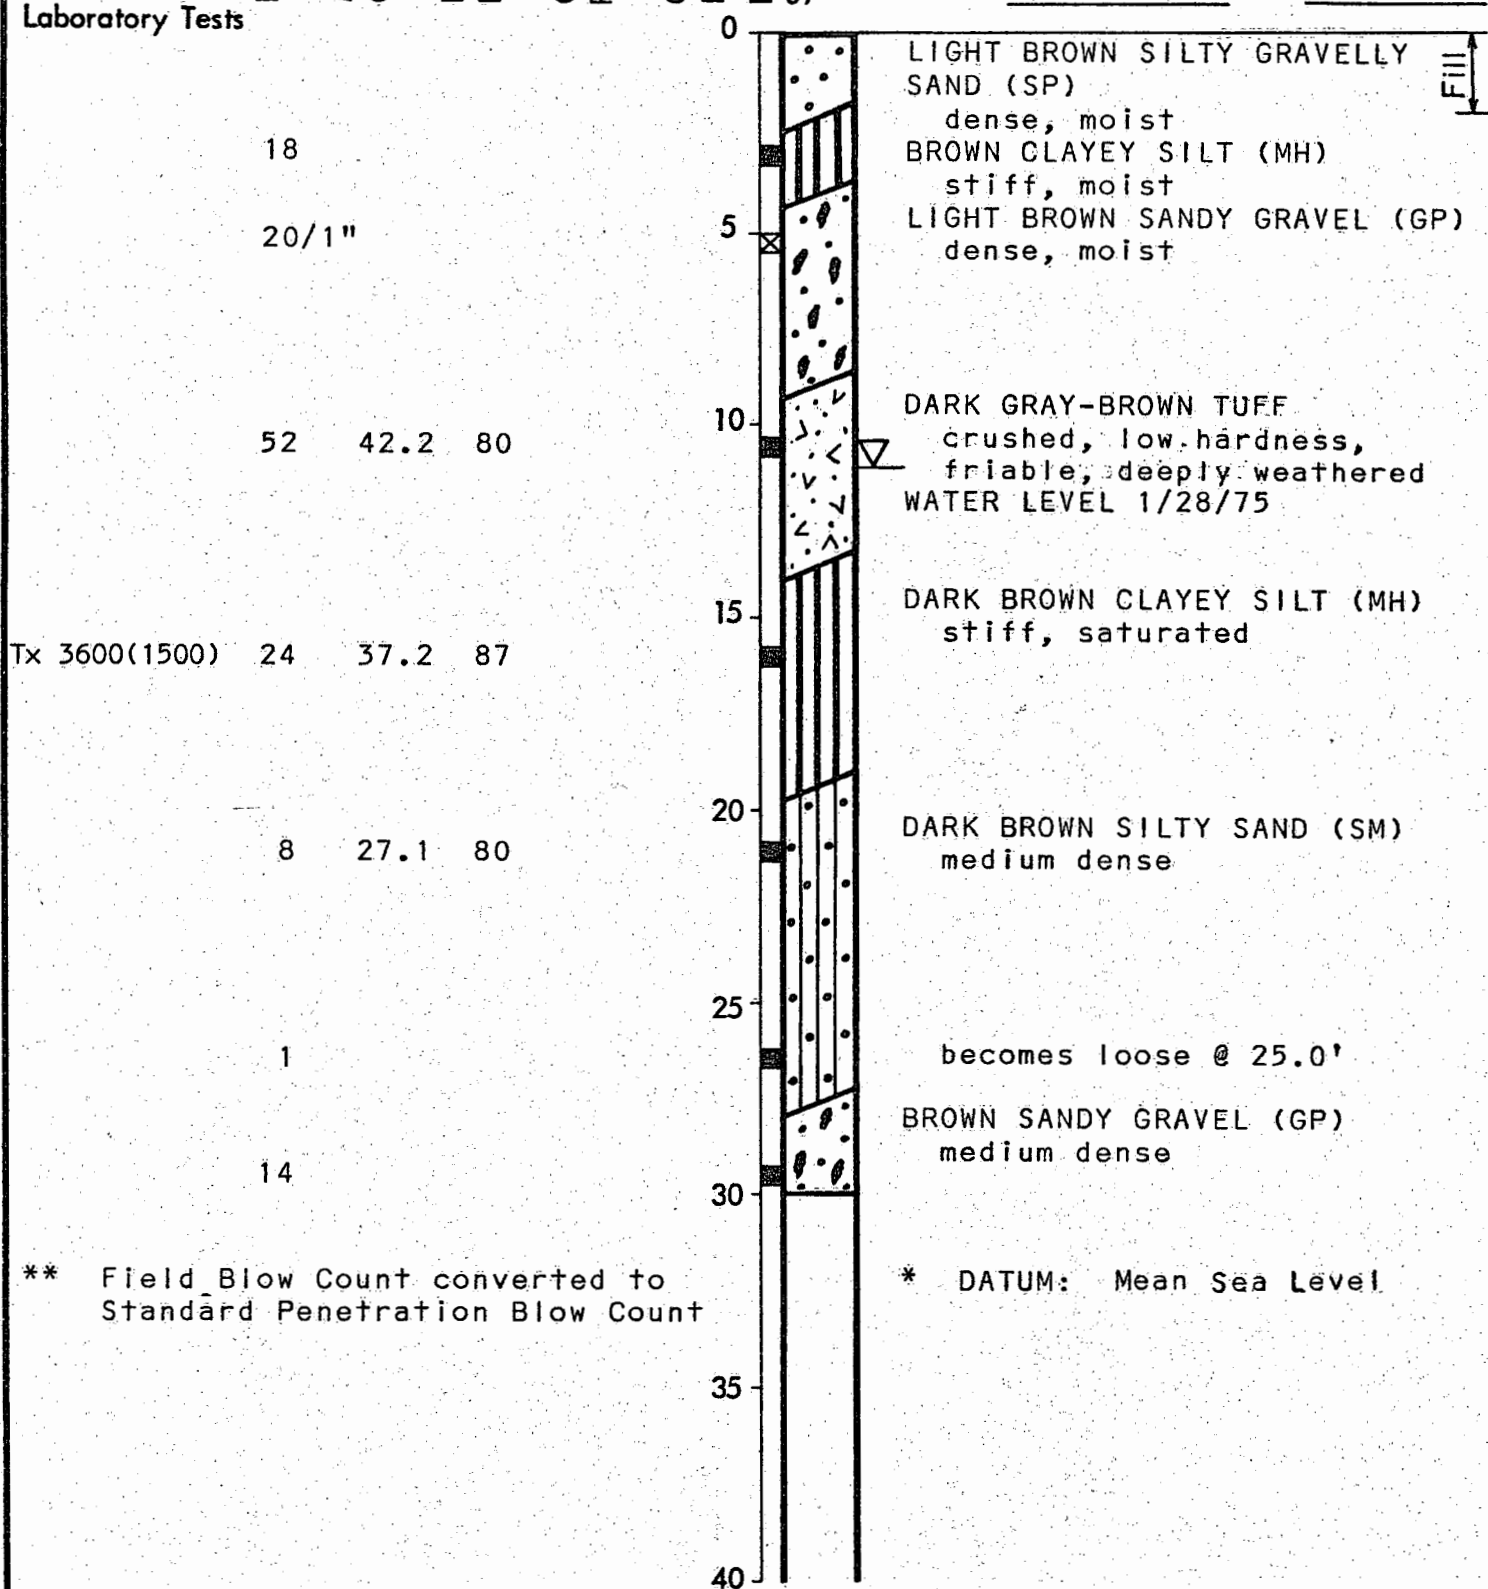 Laboratory Tests
0
LIGHT BROWN SILTY GRAVELLY
SAND (SP)
dense, moist
Fill
18
BROWN CLAYEY SILT (MH)
stiff, moist
20/1"
5
LIGHT BROWN SANDY GRAVEL (GP)
dense, moist
10
DARK GRAY-BROWN TUFF
52 42.2 80
crushed, low hardness,
friable, deeply weathered
WATER LEVEL 1/28/75
15
DARK BROWN CLAYEY SILT (MH)
stiff, saturated
Tx 3600(1500) 24 37.2 87
20
DARK BROWN SILTY SAND (SM)
8 27.1 80
medium dense
25
1
becomes loose @ 25.0'
BROWN SANDY GRAVEL (GP)
medium dense
14
30
** Field Blow Count converted to
Standard Penetration Blow Count
* DATUM: Mean Sea Level
35
40